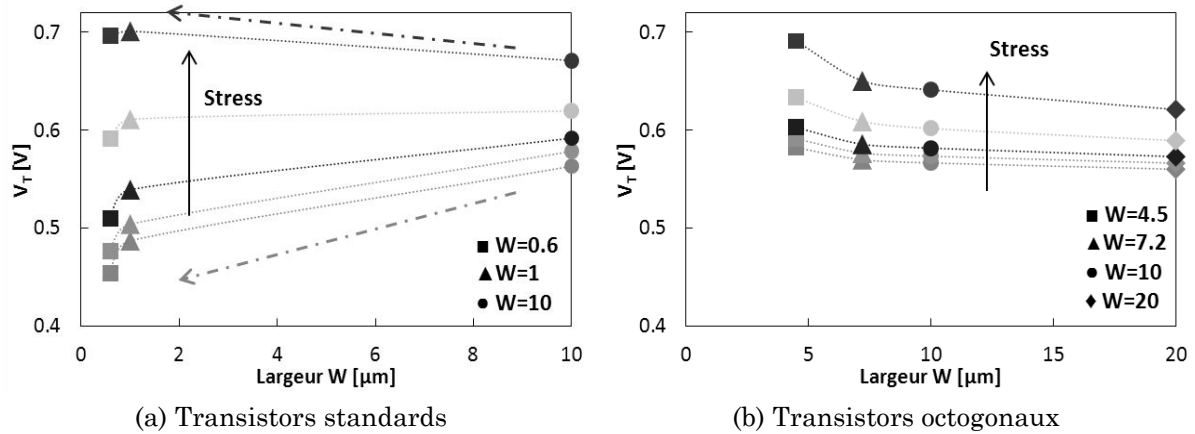 0.7
0.6
0.5
0.4
V_T [V]
Stress
W=0.6
W=1
W=10
0 2 4 6 8 10
Largeur W [µm]
(a) Transistors standards
0.7
0.6
0.5
0.4
V_T [V]
Stress
W=4.5
W=7.2
W=10
W=20
0 5 10 15 20
Largeur W [µm]
(b) Transistors octogonaux